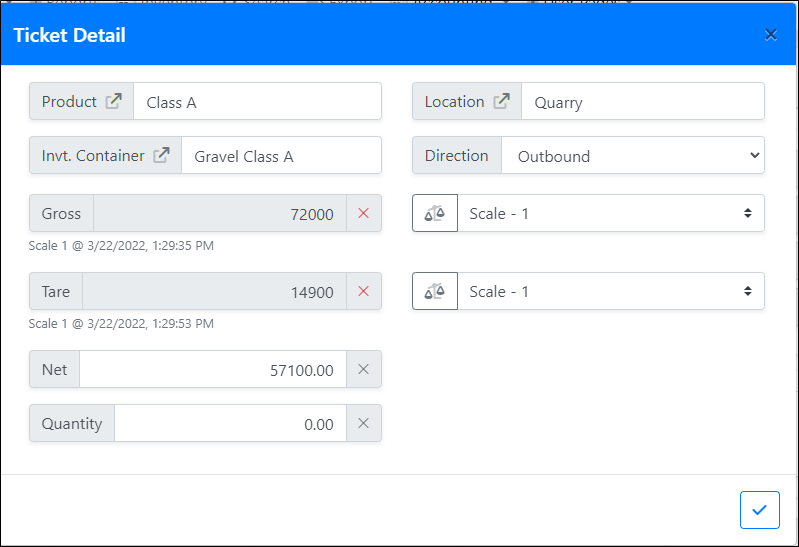 Ticket Detail ×
Product Class A Location Quarry
Invt. Container Gravel Class A Direction Outbound
Gross 72000 Scale - 1
Scale 1 @ 3/22/2022, 1:29:35 PM
Tare 14900 Scale - 1
Scale 1 @ 3/22/2022, 1:29:53 PM
Net 57100.00
Quantity 0.00